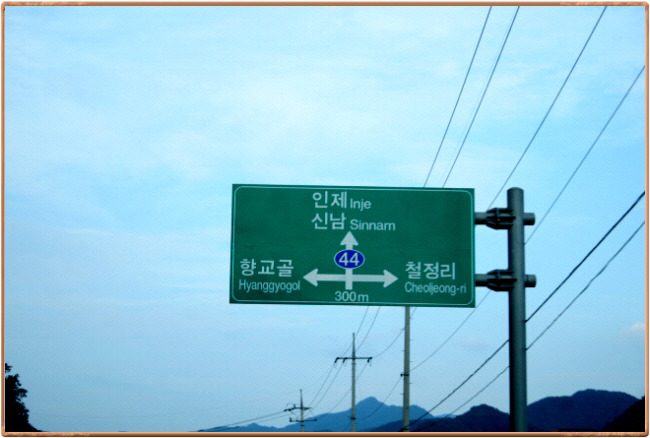 인제 Inje
신남 Sinnam
44
향교골
Hyanggyogol
철정리
Cheoljeong-ri
300m